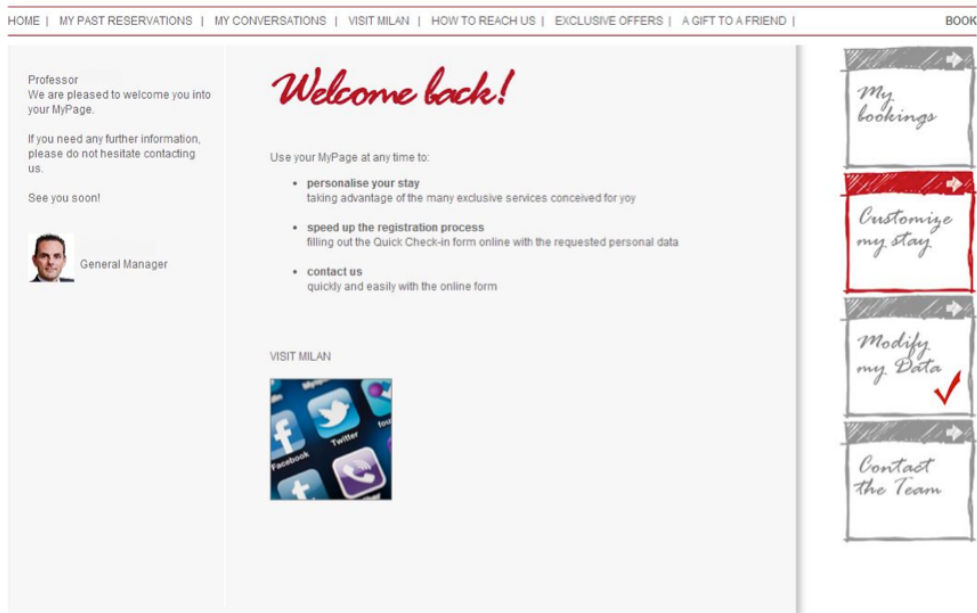 HOME | MY PAST RESERVATIONS | MY CONVERSATIONS | VISIT MILAN | HOW TO REACH US | EXCLUSIVE OFFERS | A GIFT TO A FRIEND | BOOK
Professor
We are pleased to welcome you into
your MyPage.
If you need any further information,
please do not hesitate contacting
us.
See you soon!
General Manager
Welcome back!
Use your MyPage at any time to:
• personalise your stay
taking advantage of the many exclusive services conceived for yoy
• speed up the registration process
filling out the Quick Check-in form online with the requested personal data
• contact us
quickly and easily with the online form
VISIT MILAN
Facebook
Twitter
My
bookings
Customize
my stay
Modify
my Data
Contact
the Team